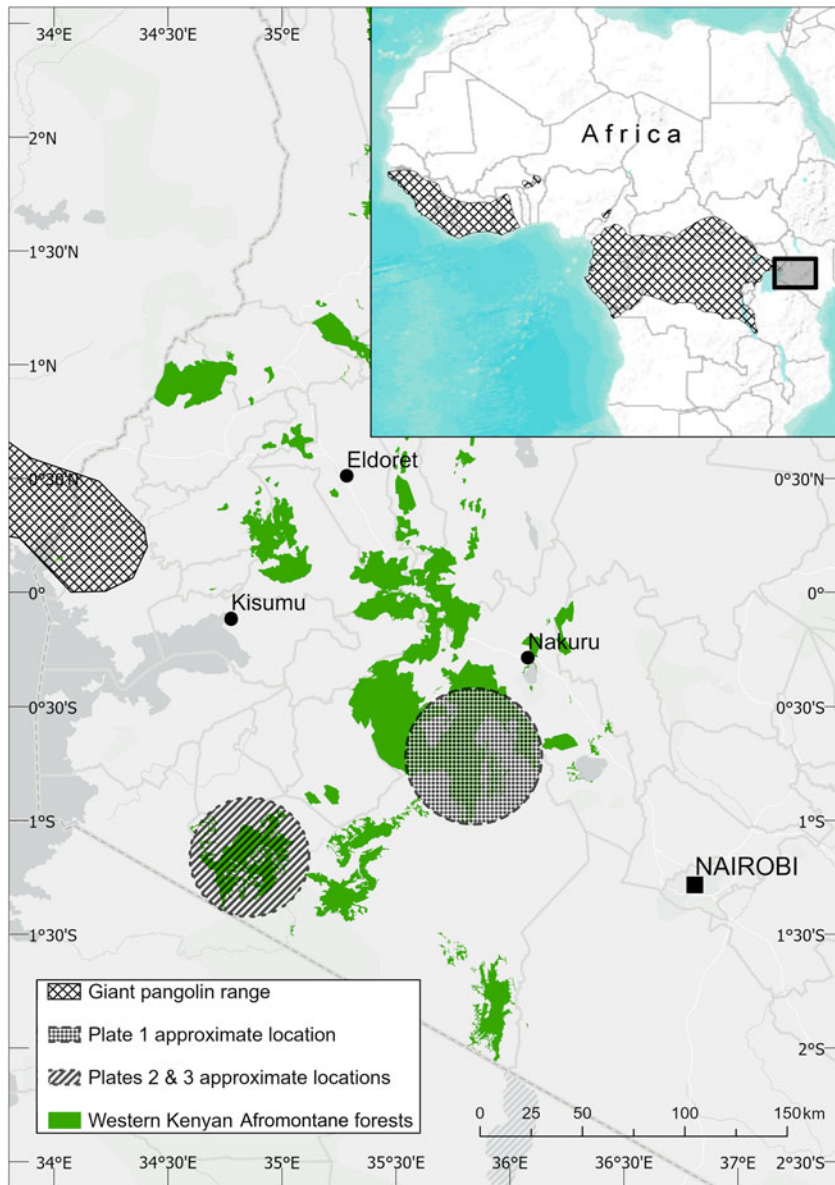 34°E
34°30'E
35°E
Africa
2°N
1°30'N
1°N
0°30'N
0°30'N
Eldoret
0°
0°
Kisumu
Nakuru
0°30'S
0°30'S
1°S
1°S
NAIROBI
1°30'S
1°30'S
Giant pangolin range
Plate 1 approximate location
2°S
Plates 2 & 3 approximate locations
Western Kenyan Afromontane forests
0 25 50 100 150 km
34°E 34°30'E 35°E 35°30'E 36°E 36°30'E 37°E 2°30'S